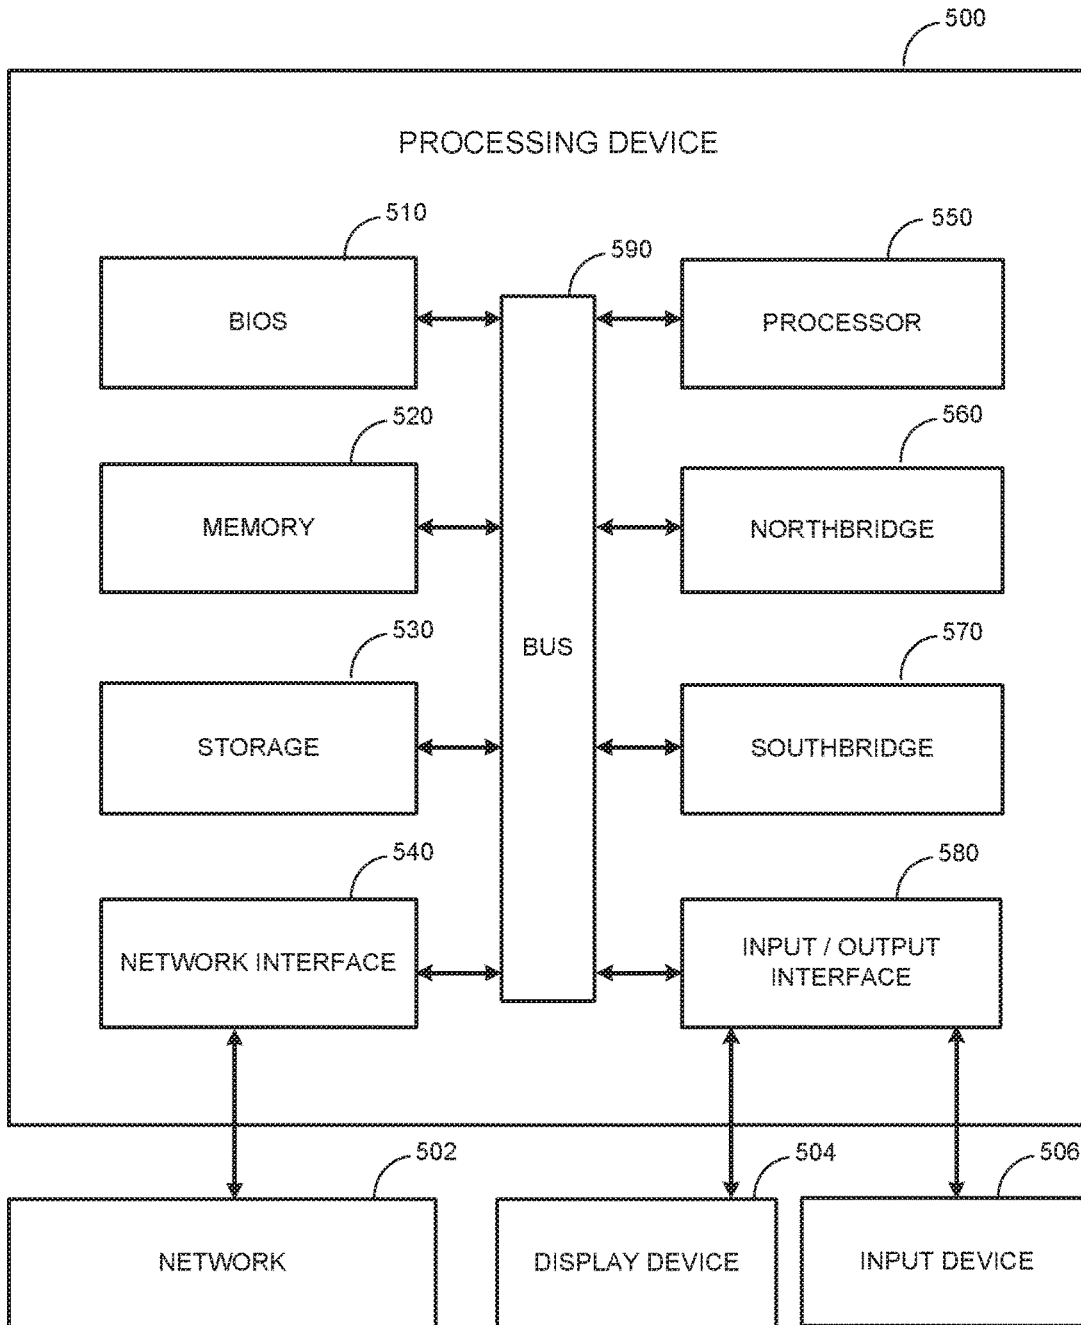 500
PROCESSING DEVICE
510
590
550
BIOS
PROCESSOR
520
560
MEMORY
NORTHBRIDGE
530
570
BUS
STORAGE
SOUTHBRIDGE
540
580
NETWORK INTERFACE
INPUT / OUTPUT
INTERFACE
502
504
506
NETWORK
DISPLAY DEVICE
INPUT DEVICE